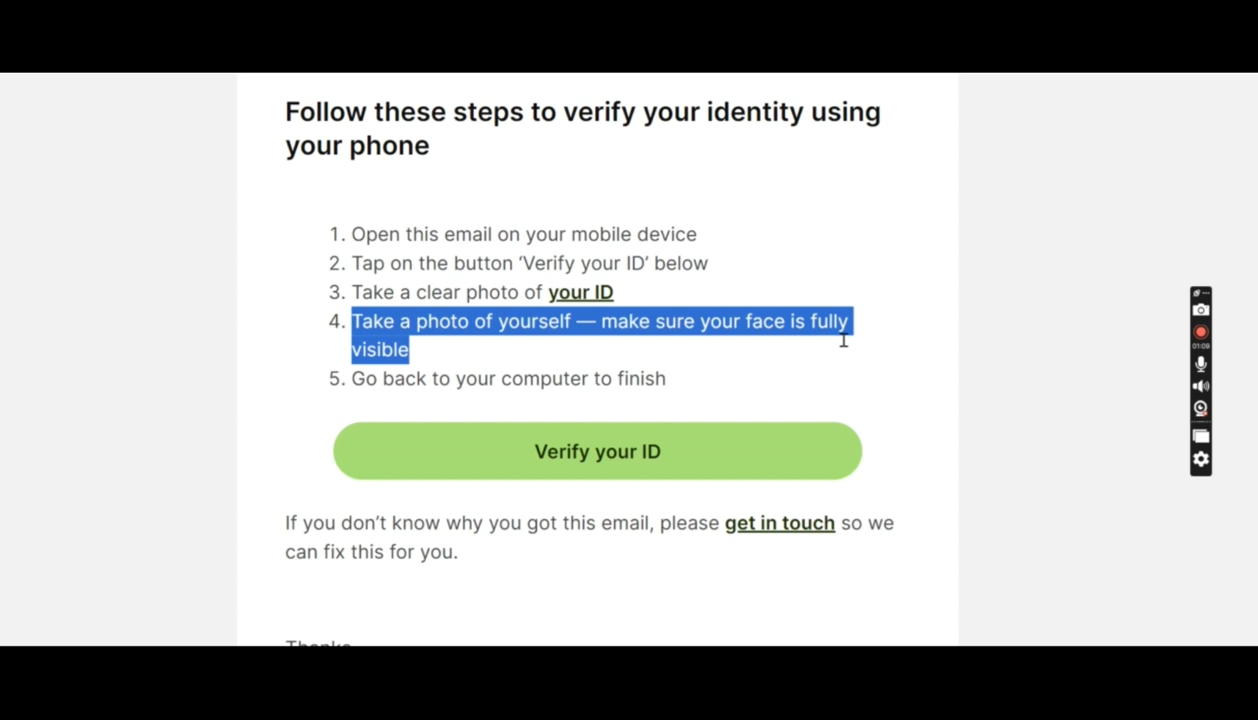 Follow these steps to verify your identity using
your phone
1. Open this email on your mobile device
2. Tap on the button ‘Verify your ID’ below
3. Take a clear photo of your ID
4. Take a photo of yourself — make sure your face is fully
visible
5. Go back to your computer to finish
Verify your ID
If you don’t know why you got this email, please get in touch so we
can fix this for you.
Thanks
01:09